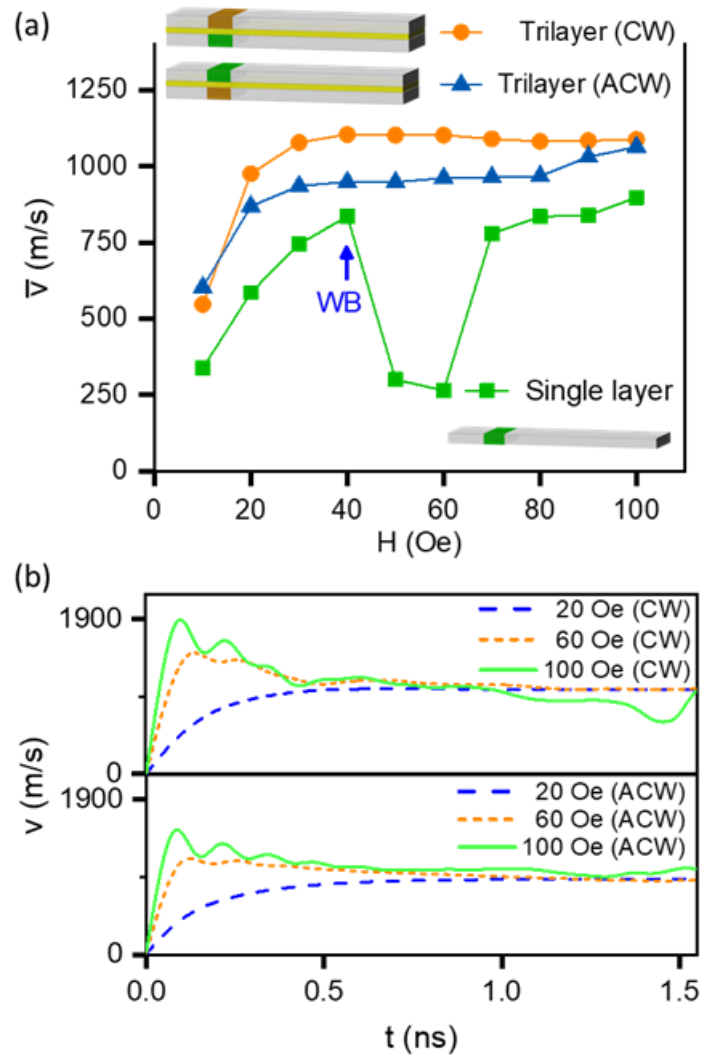 (a)
Trilayer (CW)
Trilayer (ACW)
1250
1000
750
500
250
0
v̅ (m/s)
WB
Single layer
0 20 40 60 80 100
H (Oe)
(b)
1900
0
20 Oe (CW)
60 Oe (CW)
100 Oe (CW)
v (m/s)
1900
0
20 Oe (ACW)
60 Oe (ACW)
100 Oe (ACW)
0.0 0.5 1.0 1.5
t (ns)